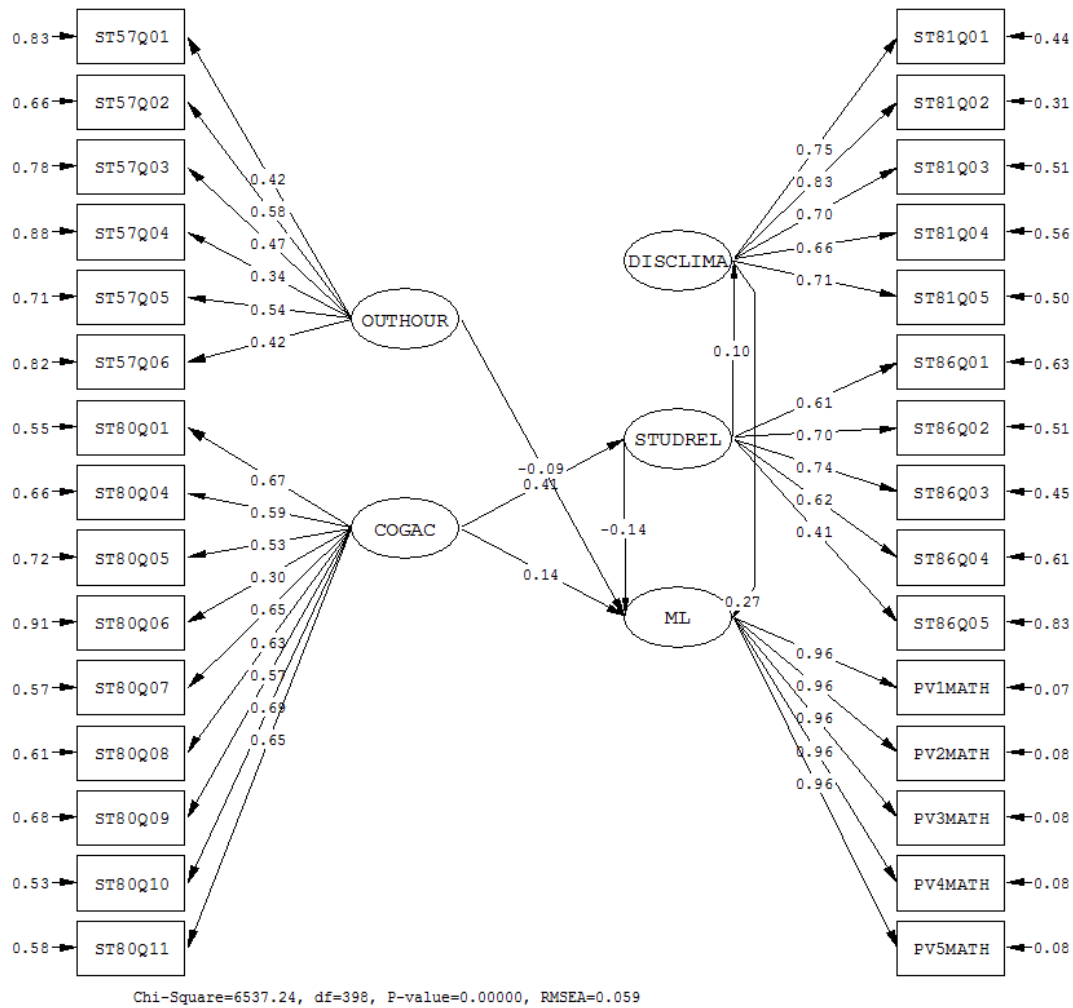 0.83 ST57Q01 ST81Q01 0.44
0.66 ST57Q02 ST81Q02 0.31
0.75
0.78 ST57Q03 ST81Q03 0.51
0.42 0.83
0.58 0.70
0.88 ST57Q04 ST81Q04 0.56
0.47 0.66
0.34 DISCLIMA 0.71
0.71 ST57Q05 ST81Q05 0.50
0.54
OUTHOUR
0.42
0.82 ST57Q06 0.10 ST86Q01 0.63
0.61
0.55 ST80Q01 ST86Q02 0.51
STUDREL 0.70
-0.09
0.67 0.41 0.74
0.66 ST80Q04 ST86Q03 0.45
0.59 0.62
COGAC -0.14 0.41
0.72 ST80Q05 ST86Q04 0.61
0.53
0.30 0.14
0.65 0.27
0.91 ST80Q06 ML ST86Q05 0.83
0.63
0.57 0.96
0.57 ST80Q07 PV1MATH 0.07
0.69 0.96
0.96
0.65
0.61 ST80Q08 0.96 PV2MATH 0.08
0.96
0.68 ST80Q09 PV3MATH 0.08
0.53 ST80Q10 PV4MATH 0.08
0.58 ST80Q11 PV5MATH 0.08
Chi-Square=6537.24, df=398, P-value=0.00000, RMSEA=0.059